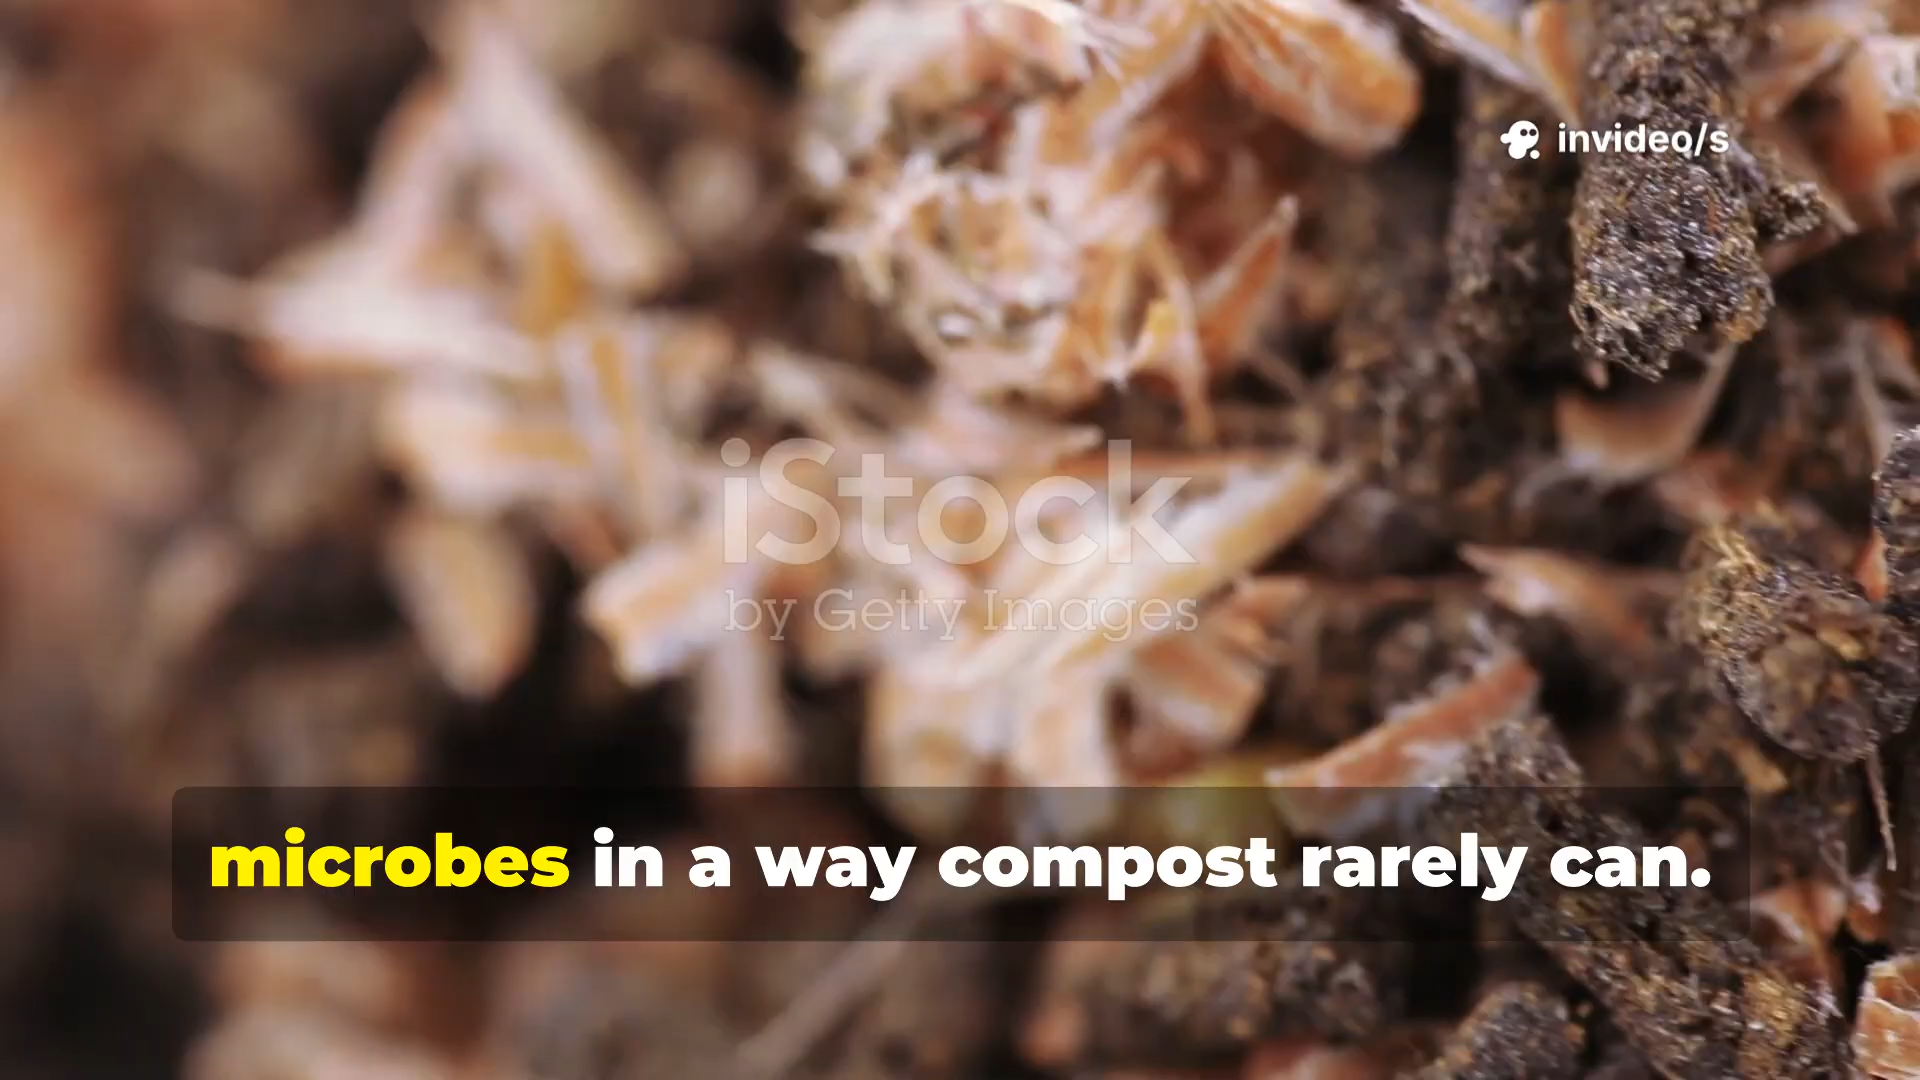 invideo/s
iStock
by Getty Images
microbes in a way compost rarely can.